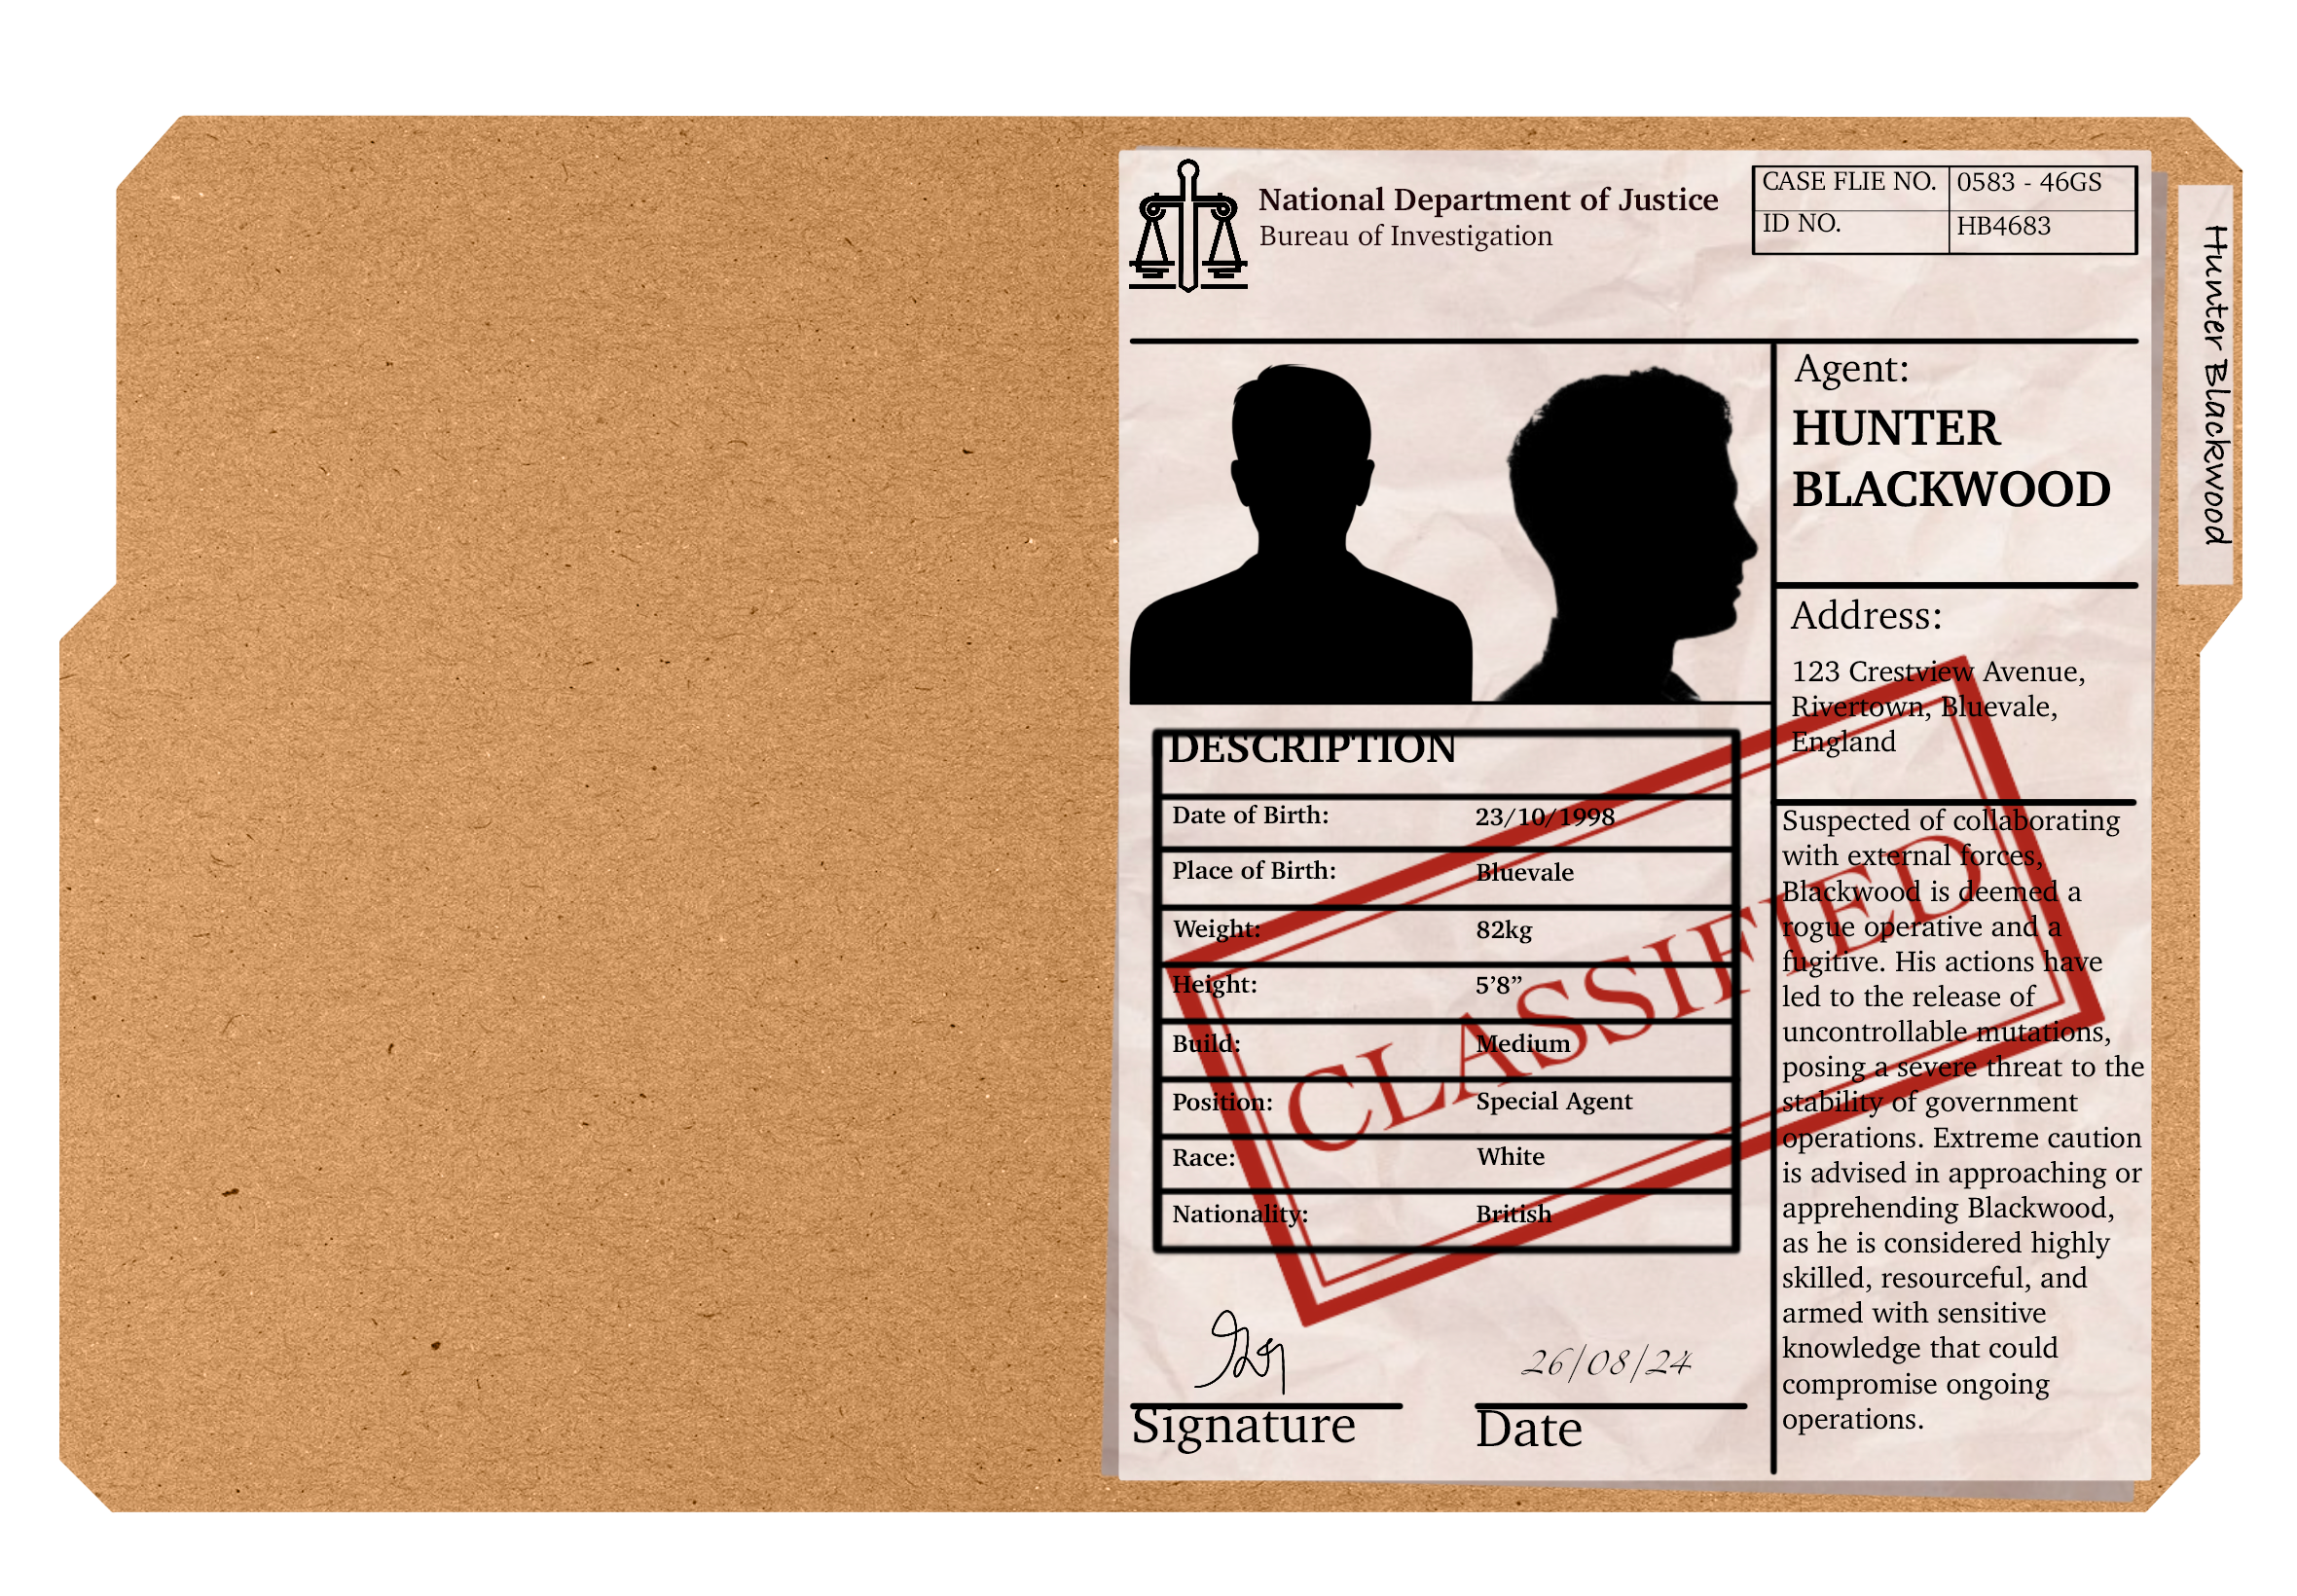 National Department of Justice
Bureau of Investigation
CASE FLIE NO. 0583 - 46GS
ID NO. HB4683
Hunter Blackwood
Agent:
HUNTER
BLACKWOOD
Address:
123 Crestview Avenue,
Rivertown, Bluevale,
England
DESCRIPTION
Date of Birth: 23/10/1998
Place of Birth: Bluevale
Weight: 82kg
Height: 5’8”
Build: Medium
Position: Special Agent
Race: White
Nationality: British
CLASSIFIED
Suspected of collaborating
with external forces,
Blackwood is deemed a
rogue operative and a
fugitive. His actions have
led to the release of
uncontrollable mutations,
posing a severe threat to the
stability of government
operations. Extreme caution
is advised in approaching or
apprehending Blackwood,
as he is considered highly
skilled, resourceful, and
armed with sensitive
knowledge that could
compromise ongoing
operations.
26/08/24
Signature
Date